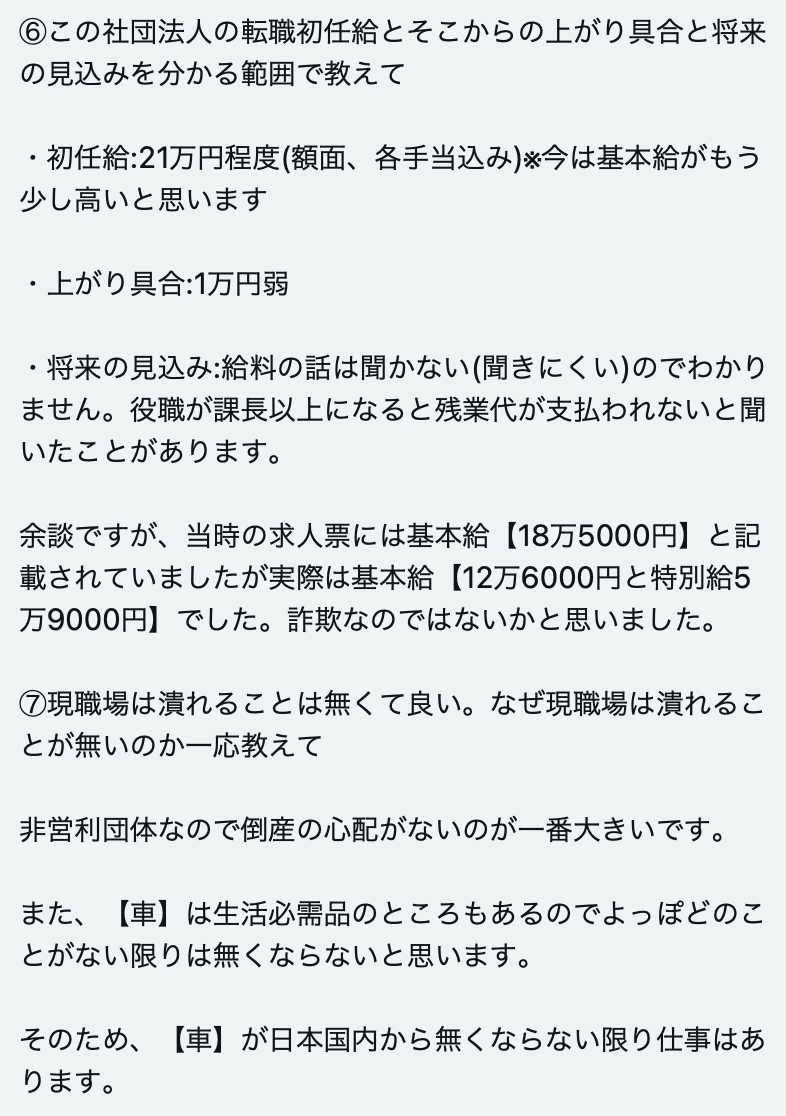 ⑥この社団法人の転職初任給とそこからの上がり具合と将来
の見込みを分かる範囲で教えて
・初任給:21万円程度(額面、各手当込み)※今は基本給がもう
少し高いと思います
・上がり具合:1万円弱
・将来の見込み:給料の話は聞かない(聞きにくい)のでわかり
ません。役職が課長以上になると残業代が支払われないと聞
いたことがあります。
余談ですが、当時の求人票には基本給【18万5000円】と記
載されていましたが実際は基本給【12万6000円と特別給5
万9000円】でした。詐欺なのではないかと思いました。
⑦現職場は潰れることは無くて良い。なぜ現職場は潰れるこ
とが無いのか一応教えて
非営利団体なので倒産の心配がないのが一番大きいです。
また、【車】は生活必需品のところもあるのでよっぽどのこ
とがない限りは無くならないと思います。
そのため、【車】が日本国内から無くならない限り仕事はあ
ります。